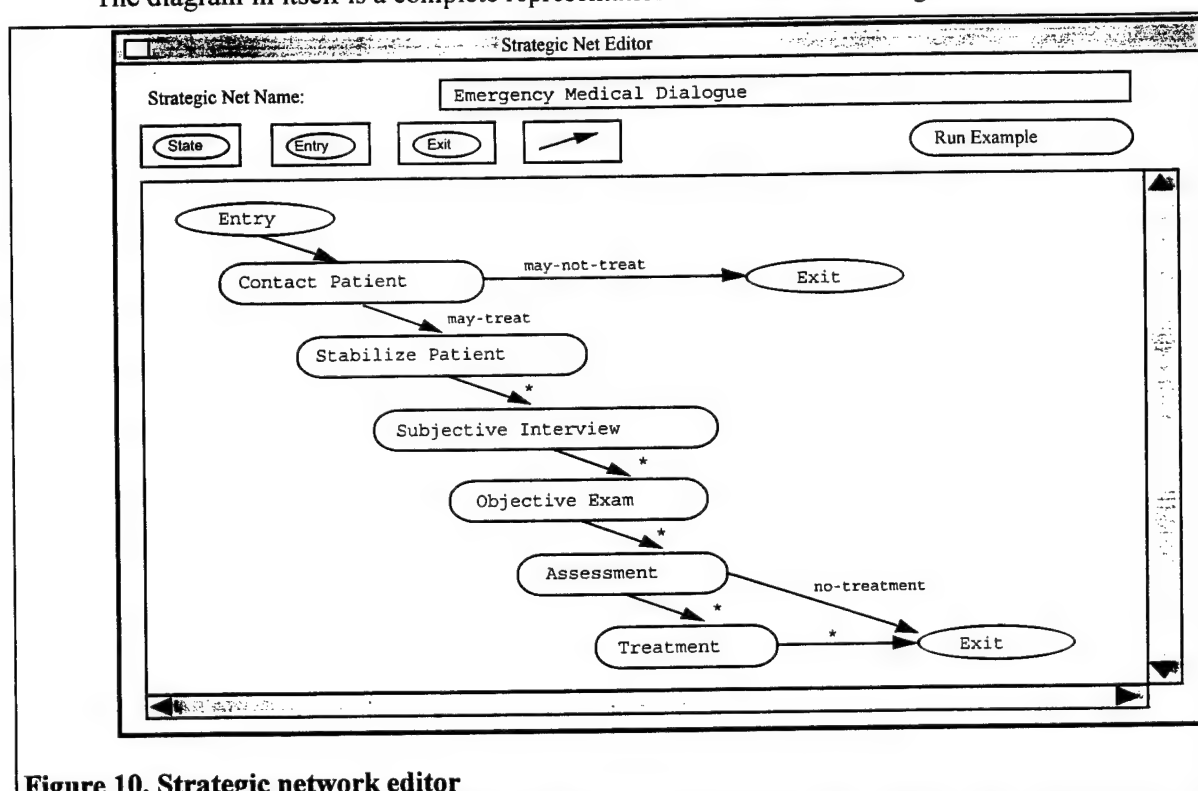 The diagram in itself is a complete
Strategic Net Editor
Strategic Net Name:
Emergency Medical Dialogue
State
Entry
Exit
Run Example
Entry
Contact Patient
may-not-treat
Exit
may-treat
Stabilize Patient
*
Subjective Interview
*
Objective Exam
*
Assessment
no-treatment
*
Treatment
*
Exit
Figure 10. Strategic network editor